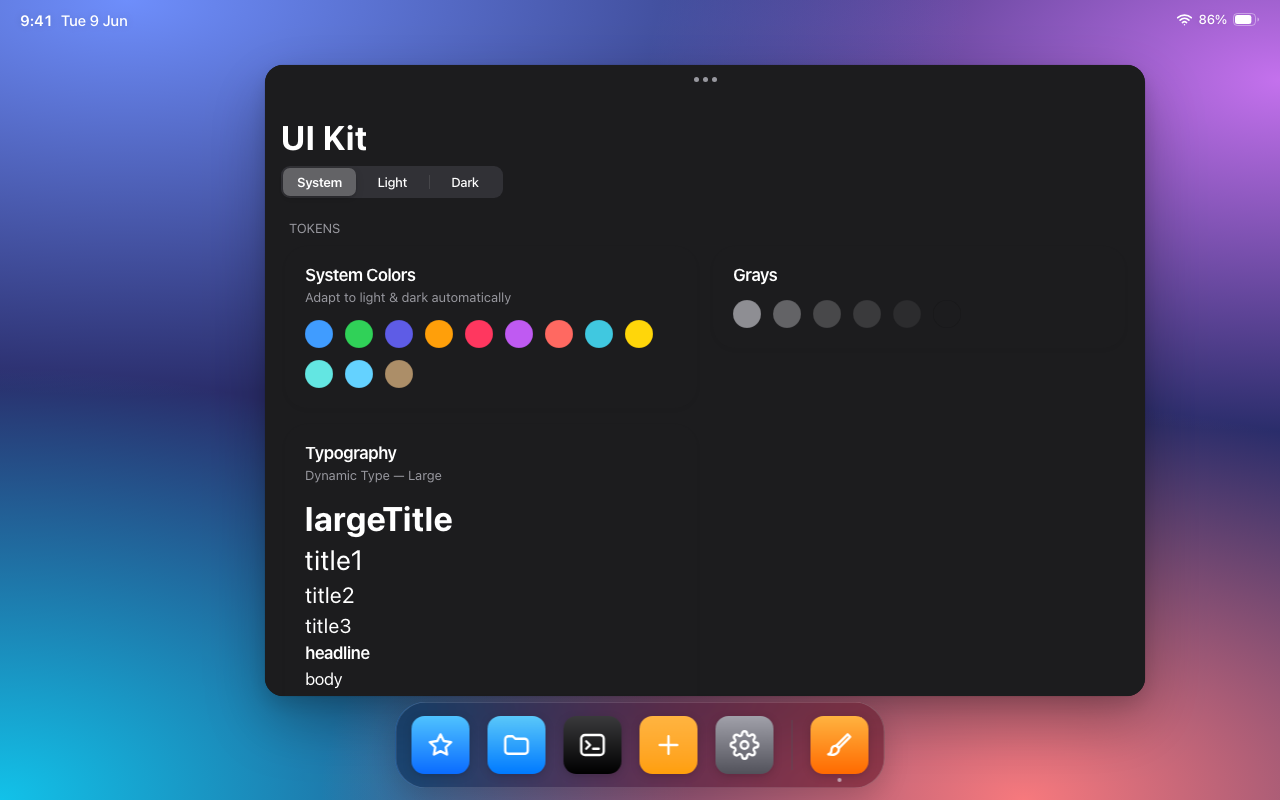 9:41 Tue 9 Jun
86%
UI Kit
System Light Dark
TOKENS
System Colors
Adapt to light & dark automatically
Grays
Typography
Dynamic Type — Large
largeTitle
title1
title2
title3
headline
body